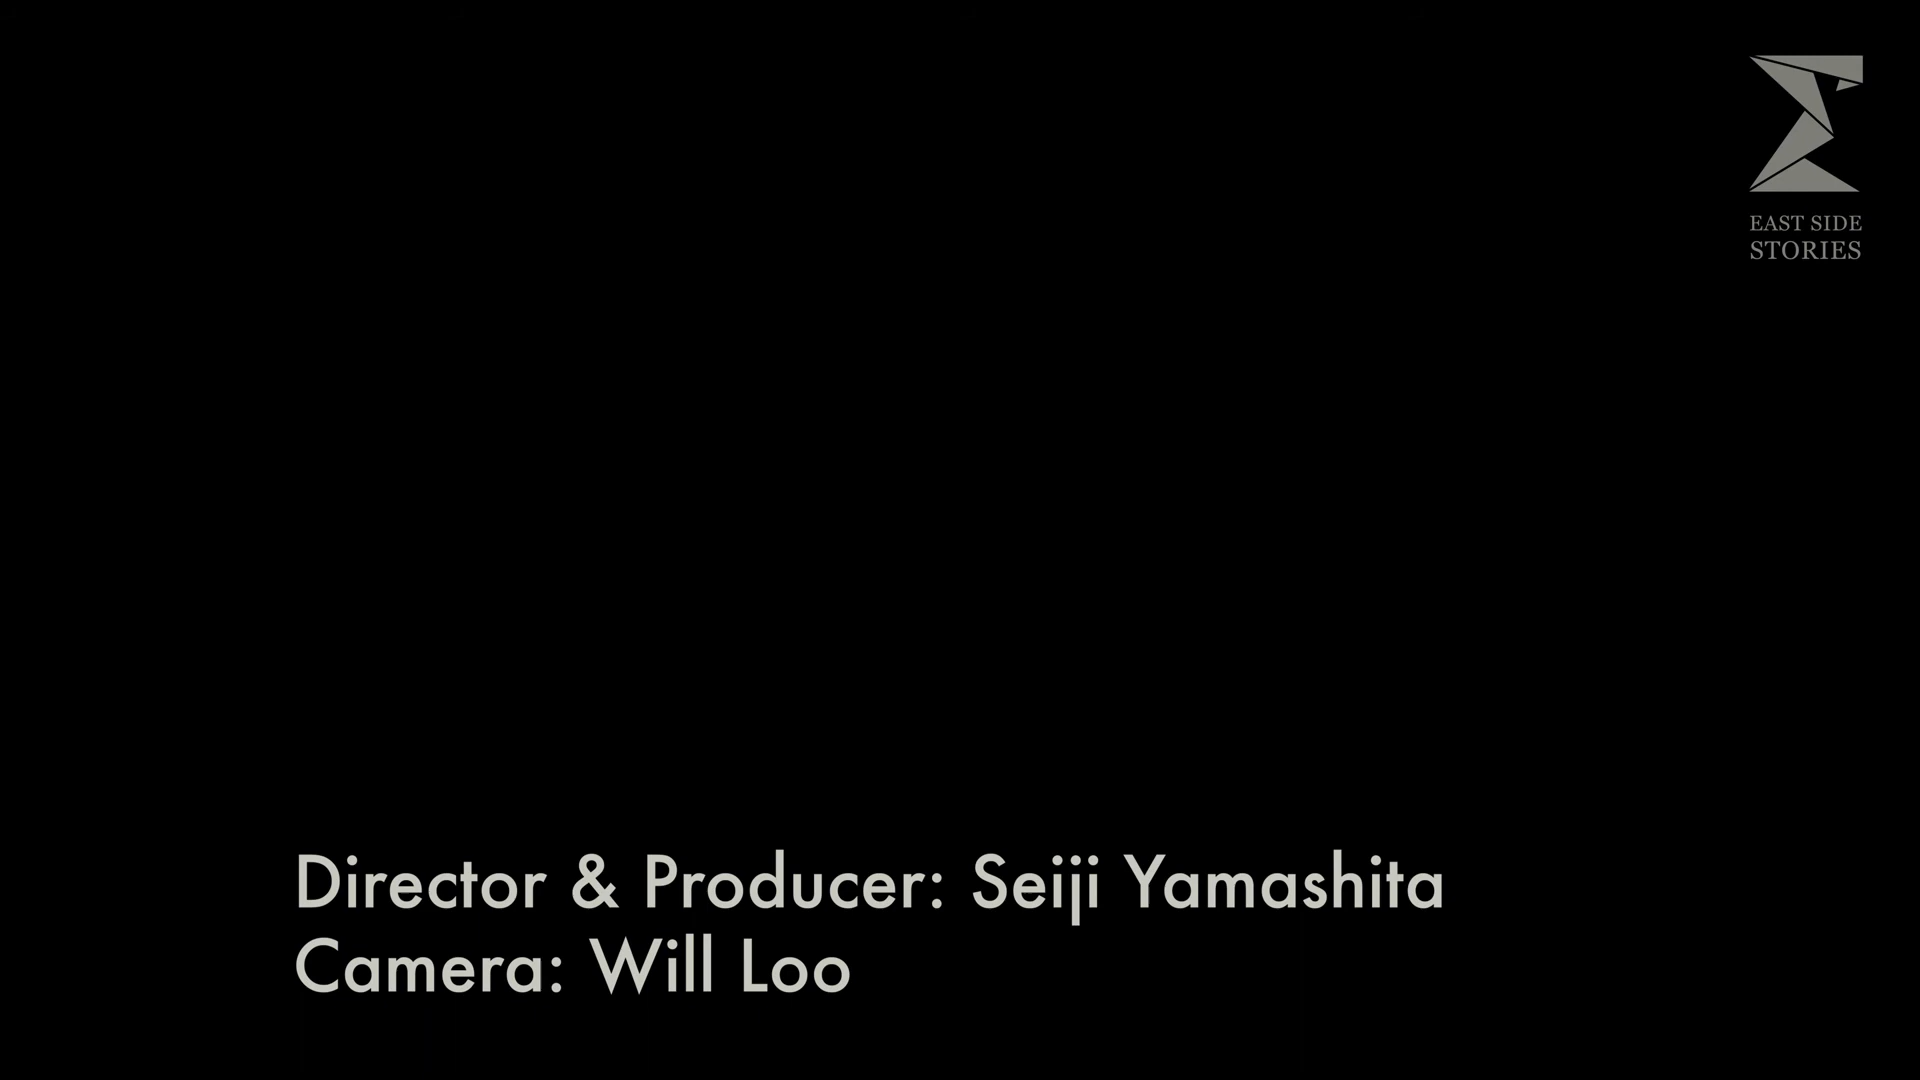 EAST SIDE
STORIES
Director & Producer: Seiji Yamashita
Camera: Will Loo